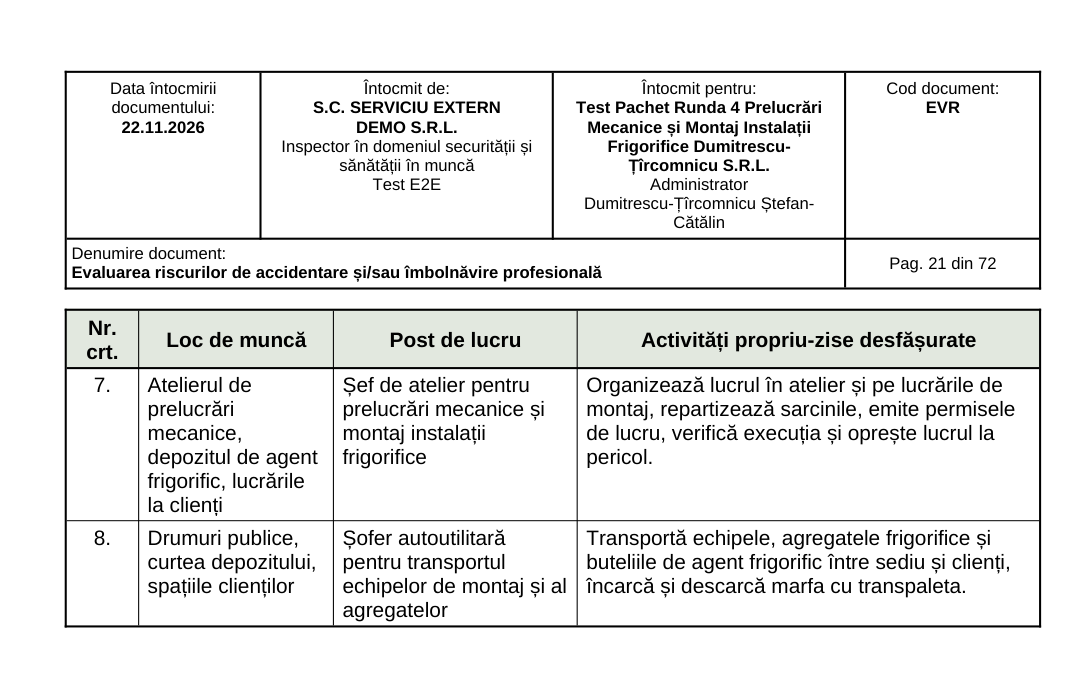 Data întocmirii
documentului:
22.11.2026
Întocmit de:
S.C. SERVICIU EXTERN
DEMO S.R.L.
Inspector în domeniul securității și
sănătății în muncă
Test E2E
Întocmit pentru:
Test Pachet Runda 4 Prelucrări
Mecanice și Montaj Instalații
Frigorifice Dumitrescu-
Țîrcomnicu S.R.L.
Administrator
Dumitrescu-Țîrcomnicu Ștefan-
Cătălin
Cod document:
EVR
Denumire document:
Evaluarea riscurilor de accidentare și/sau îmbolnăvire profesională
Pag. 21 din 72
Nr.
crt.
Loc de muncă
Post de lucru
Activități propriu-zise desfășurate
7.
Atelierul de
prelucrări
mecanice,
depozitul de agent
frigorific, lucrările
la clienți
Șef de atelier pentru
prelucrări mecanice și
montaj instalații
frigorifice
Organizează lucrul în atelier și pe lucrările de
montaj, repartizează sarcinile, emite permisele
de lucru, verifică execuția și oprește lucrul la
pericol.
8.
Drumuri publice,
curtea depozitului,
spațiile clienților
Șofer autoutilitară
pentru transportul
echipelor de montaj și al
agregatelor
Transportă echipele, agregatele frigorifice și
buteliile de agent frigorific între sediu și clienți,
încarcă și descarcă marfa cu transpaleta.